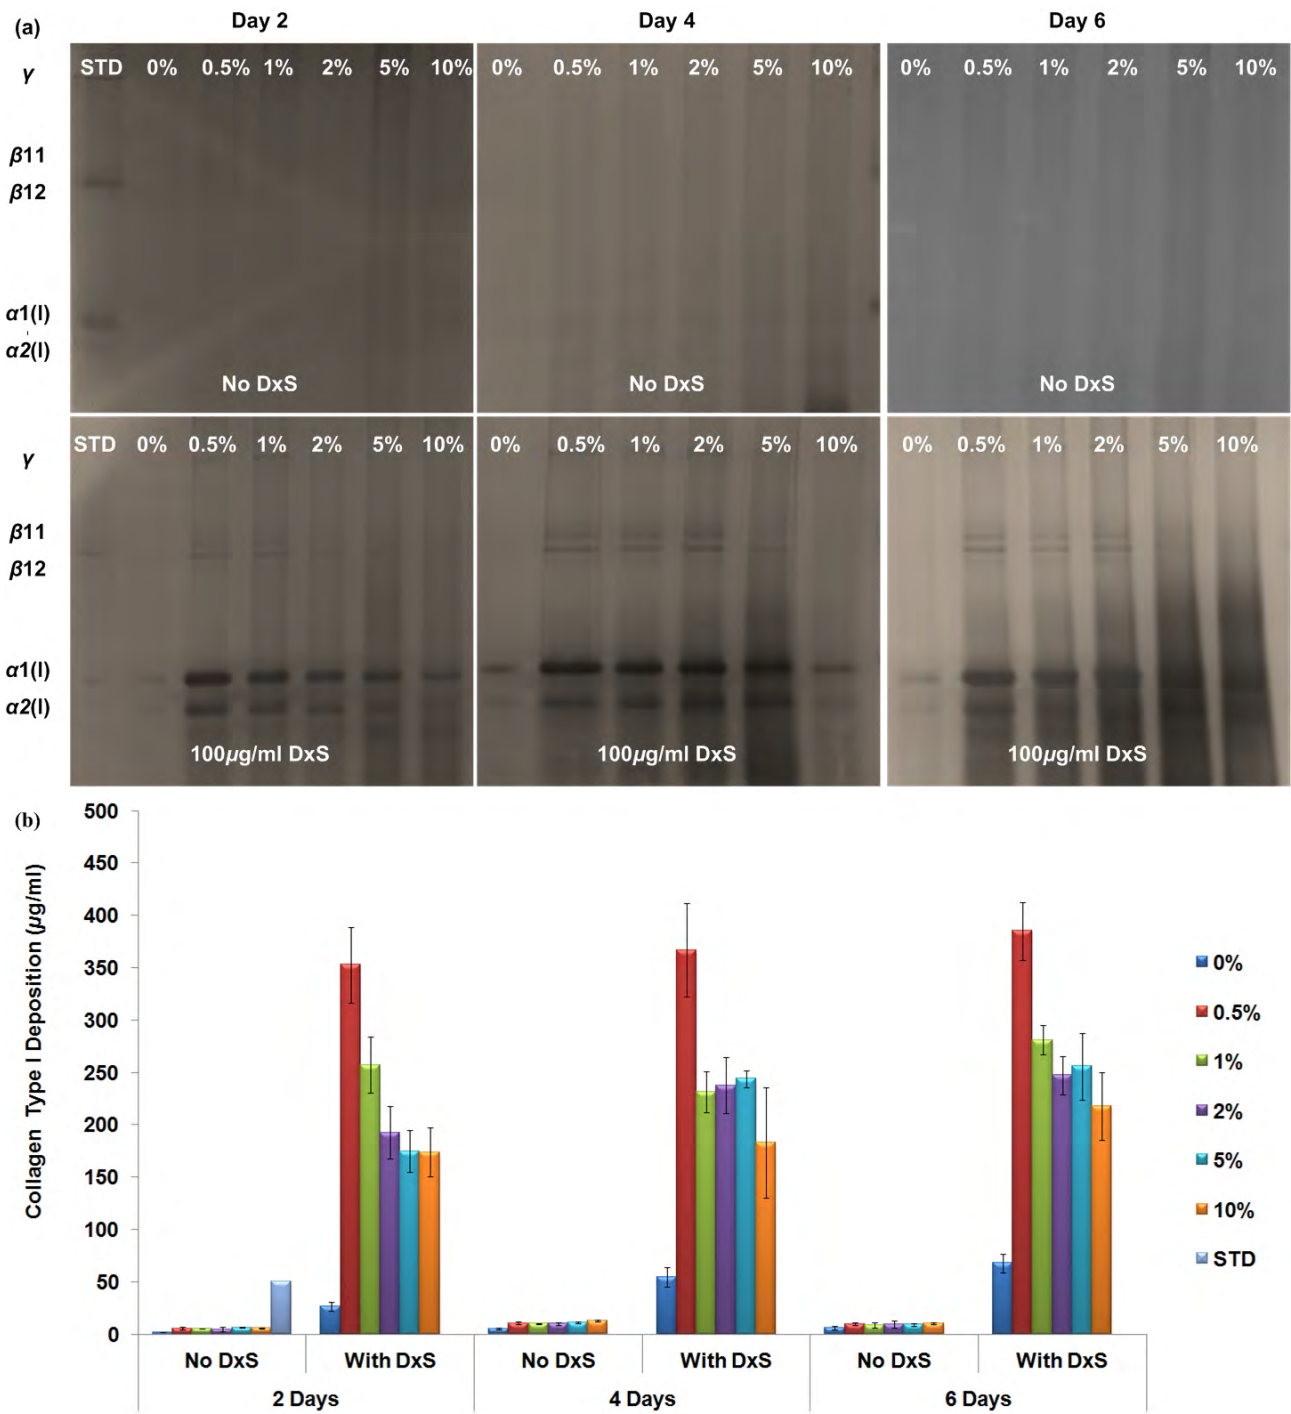 (a)
Day 2 Day 4 Day 6
γ STD 0% 0.5% 1% 2% 5% 10% 0% 0.5% 1% 2% 5% 10% 0% 0.5% 1% 2% 5% 10%
β11
β12
α1(I)
α2(I)
No DxS No DxS No DxS
STD 0% 0.5% 1% 2% 5% 10% 0% 0.5% 1% 2% 5% 10% 0% 0.5% 1% 2% 5% 10%
γ
β11
β12
α1(I)
α2(I)
100µg/ml DxS 100µg/ml DxS 100µg/ml DxS
(b)
Collagen Type I Deposition (µg/ml)
500
450
400
350
300
250
200
150
100
50
0
No DxS With DxS No DxS With DxS No DxS With DxS
2 Days 4 Days 6 Days
0%
0.5%
1%
2%
5%
10%
STD